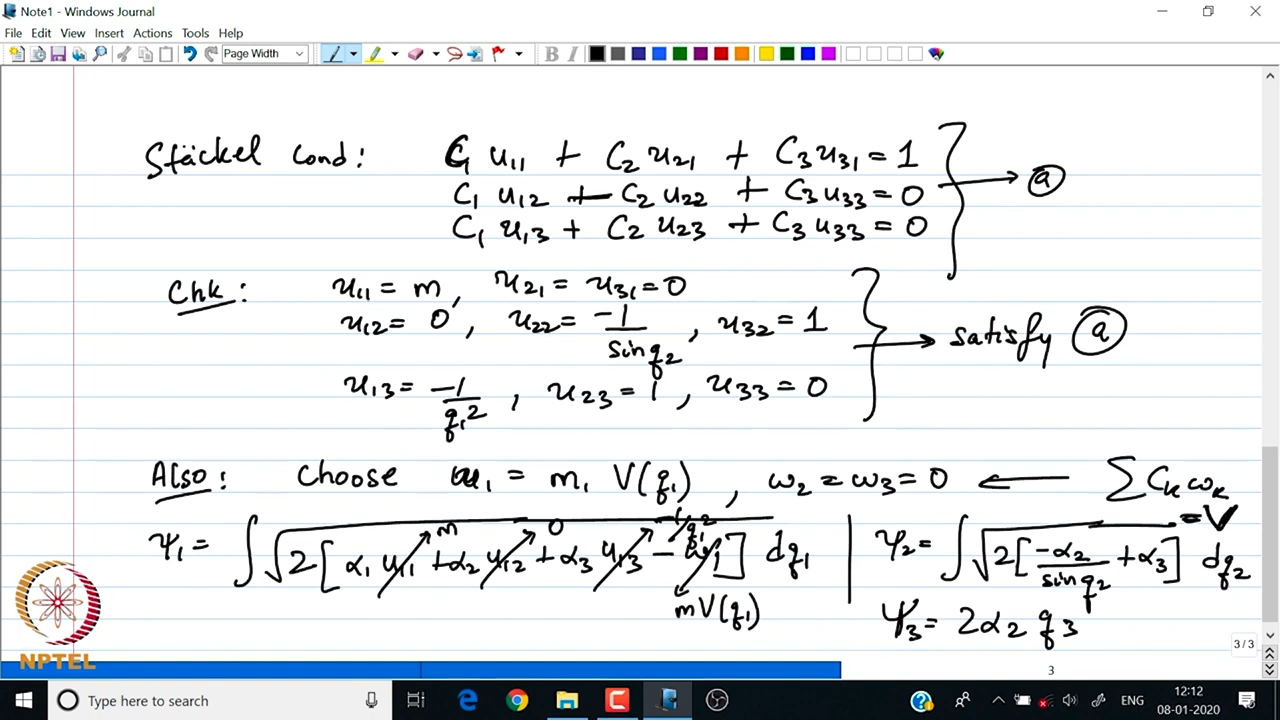 Note1 - Windows Journal
File Edit View Insert Actions Tools Help
Page Width
B I
Stäckel Cond: C₁ u₁₁ + C₂ u₂₁ + C₃ u₃₁ = 1
C₁ u₁₂ + C₂ u₂₂ + C₃ u₃₃ = 0
C₁ u₁₃ + C₂ u₂₃ + C₃ u₃₃ = 0
→ ⓐ
Chk: u₁₁ = m, u₂₁ = u₃₁ = 0
u₁₂ = 0, u₂₂ = -1/sin q₂, u₃₂ = 1
u₁₃ = -1/q₁², u₂₃ = 1, u₃₃ = 0
→ satisfy ⓐ
Also: Choose u₁ = m₁ V(q₁), ω₂ = ω₃ = 0 ⟵ ∑ Cₖ ωₖ = V
m 0 -1/q₁²
ψ₁ = ∫ √2[α₁ u₁₁ + α₂ u₁₂ + α₃ u₁₃ - ω₁] dq₁
mV(q₁)
ψ₂ = ∫ √2[-α₂/sin q₂ + α₃] dq₂
ψ₃ = 2α₂ q₃
NPTEL
3/3
3
Type here to search
ENG
12:12
08-01-2020